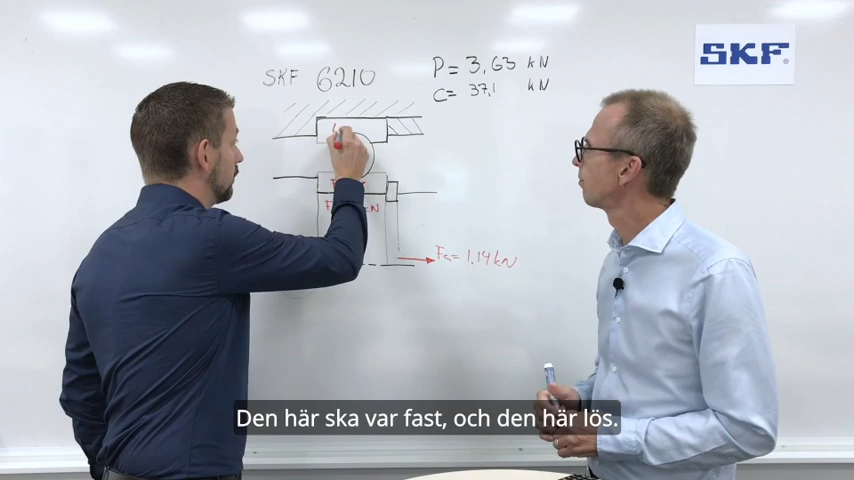 SKF
SKF 6210
P = 3,63 kN
C = 37,1 kN
Fa = 1,14 kN
Den här ska var fast, och den här lös.